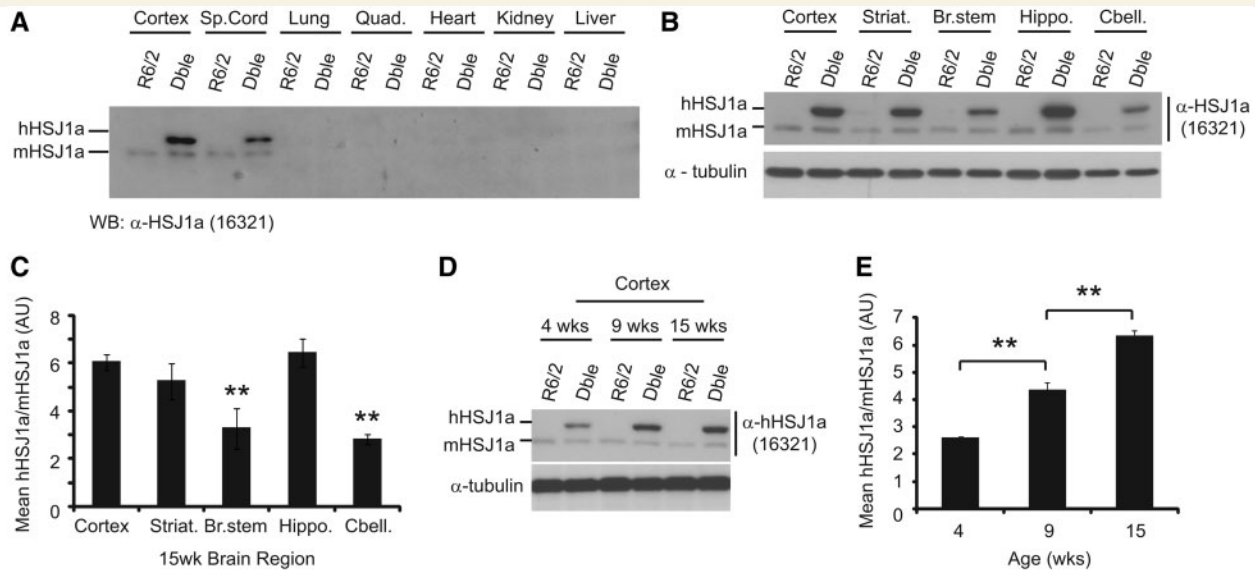 A
Cortex Sp.Cord Lung Quad. Heart Kidney Liver
R6/2 Dble R6/2 Dble R6/2 Dble R6/2 Dble R6/2 Dble R6/2 Dble R6/2 Dble
hHSJ1a
mHSJ1a
WB: α-HSJ1a (16321)
B
Cortex Striat. Br.stem Hippo. Cbell.
R6/2 Dble R6/2 Dble R6/2 Dble R6/2 Dble R6/2 Dble
hHSJ1a
mHSJ1a
α-HSJ1a
(16321)
α - tubulin
C
Mean hHSJ1a/mHSJ1a (AU)
8
6
4
2
0
**
**
Cortex Striat. Br.stem Hippo. Cbell.
15wk Brain Region
D
Cortex
4 wks 9 wks 15 wks
R6/2 Dble R6/2 Dble R6/2 Dble
hHSJ1a
mHSJ1a
α-hHSJ1a
(16321)
α-tubulin
E
Mean hHSJ1a/mHSJ1a (AU)
7
6
5
4
3
2
1
0
**
**
4 9 15
Age (wks)